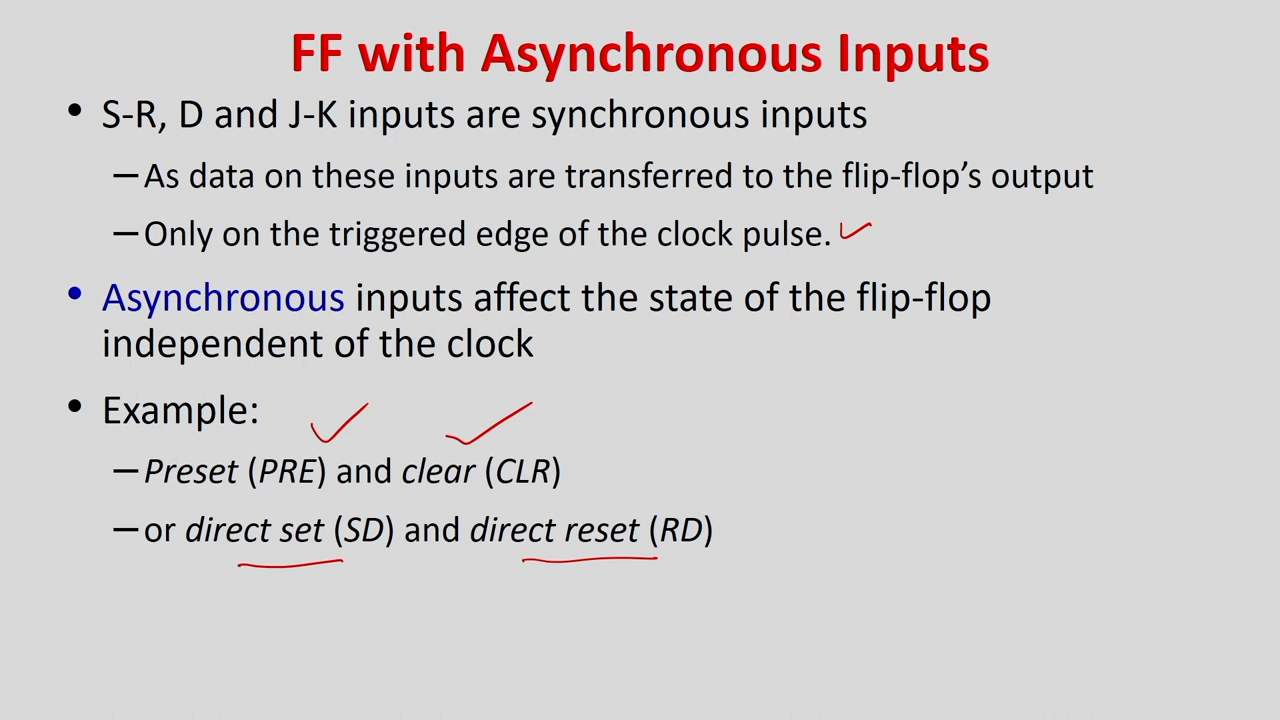 FF with Asynchronous Inputs
• S-R, D and J-K inputs are synchronous inputs
– As data on these inputs are transferred to the flip-flop’s output
– Only on the triggered edge of the clock pulse.
• Asynchronous inputs affect the state of the flip-flop
independent of the clock
• Example:
– Preset (PRE) and clear (CLR)
– or direct set (SD) and direct reset (RD)